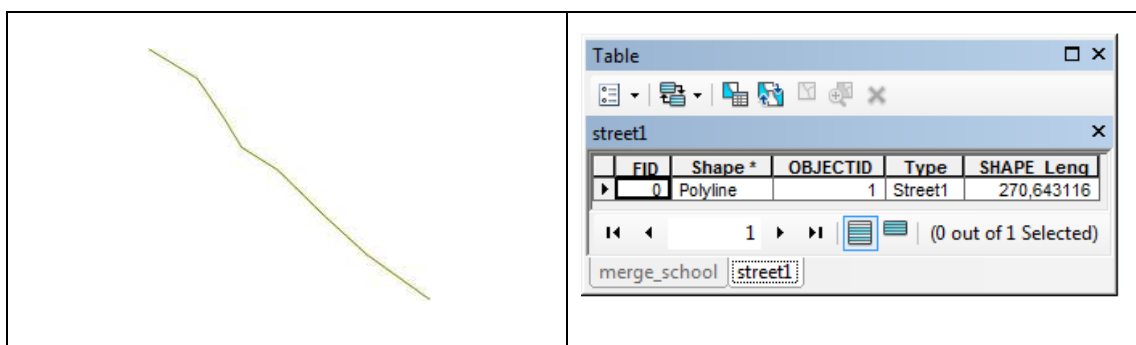 Table
street1
FID Shape * OBJECTID Type SHAPE_Leng
0 Polyline 1 Street1 270,643116
1 (0 out of 1 Selected)
merge_school street1